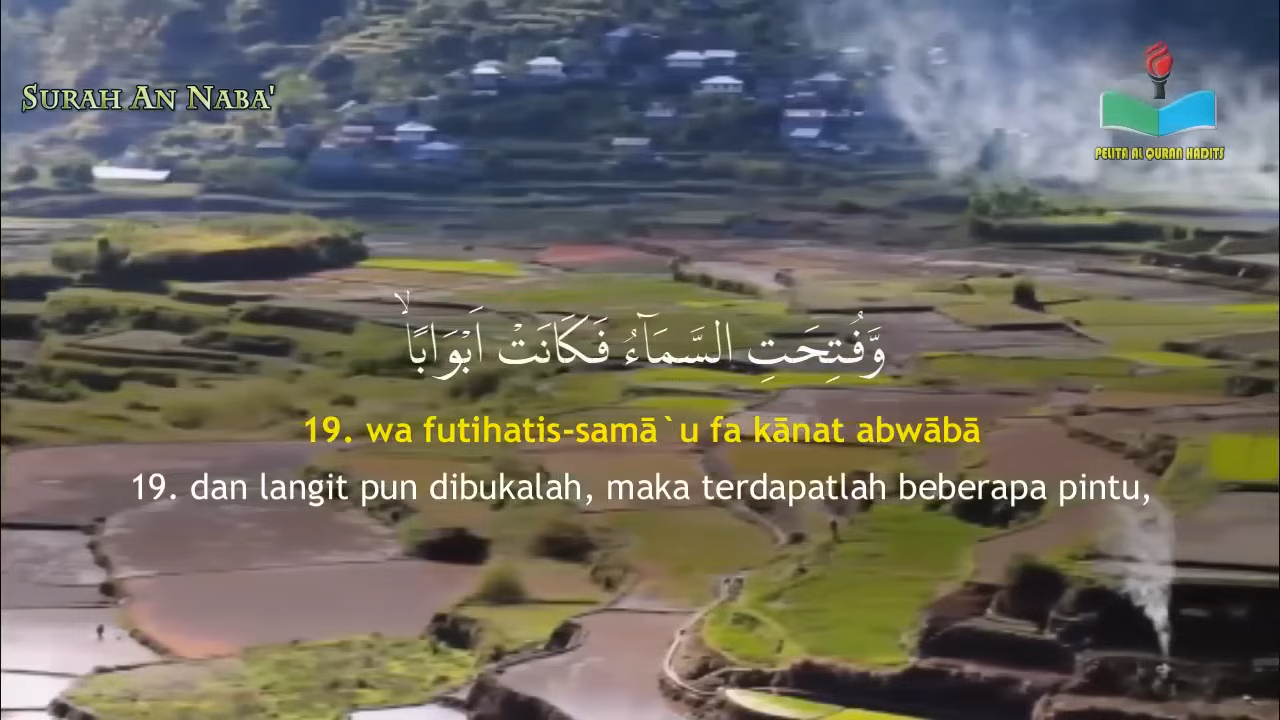 SURAH AN NABA'
PELITA AL QURAN HADITS
وَّفُتِحَتِ السَّمَاۤءُ فَكَانَتْ اَبْوَابًاۙ
19. wa futihatis-samā`u fa kānat abwābā
19. dan langit pun dibukalah, maka terdapatlah beberapa pintu,